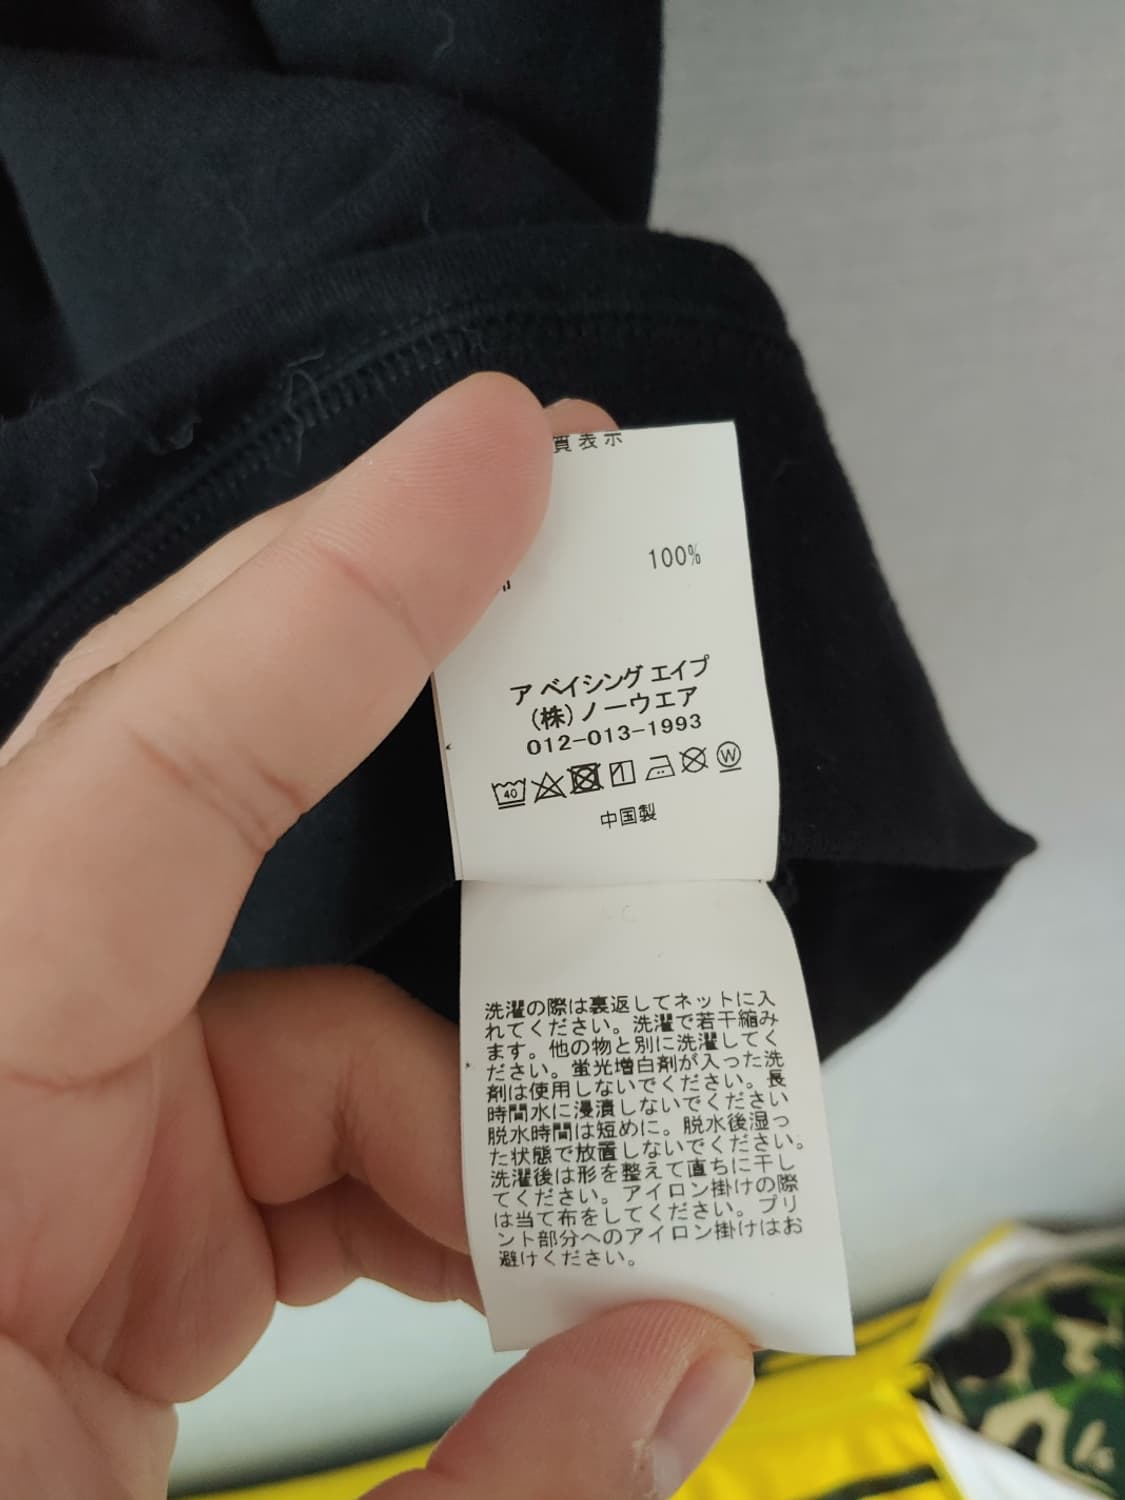 質表示
100%
ア ベイシング エイプ
(株)ノーウエア
012-013-1993
40
W
中国製
洗濯の際は裏返してネットに入
れてください。洗濯で若干縮み
ます。他の物と別に洗濯してく
ださい。蛍光増白剤が入った洗
剤は使用しないでください。長
時間水に浸漬しないでください
脱水時間は短めに。脱水後湿っ
た状態で放置しないでください。
洗濯後は形を整えて直ちに干し
てください。アイロン掛けの際
は当て布をしてください。プリ
ント部分へのアイロン掛けはお
避けください。